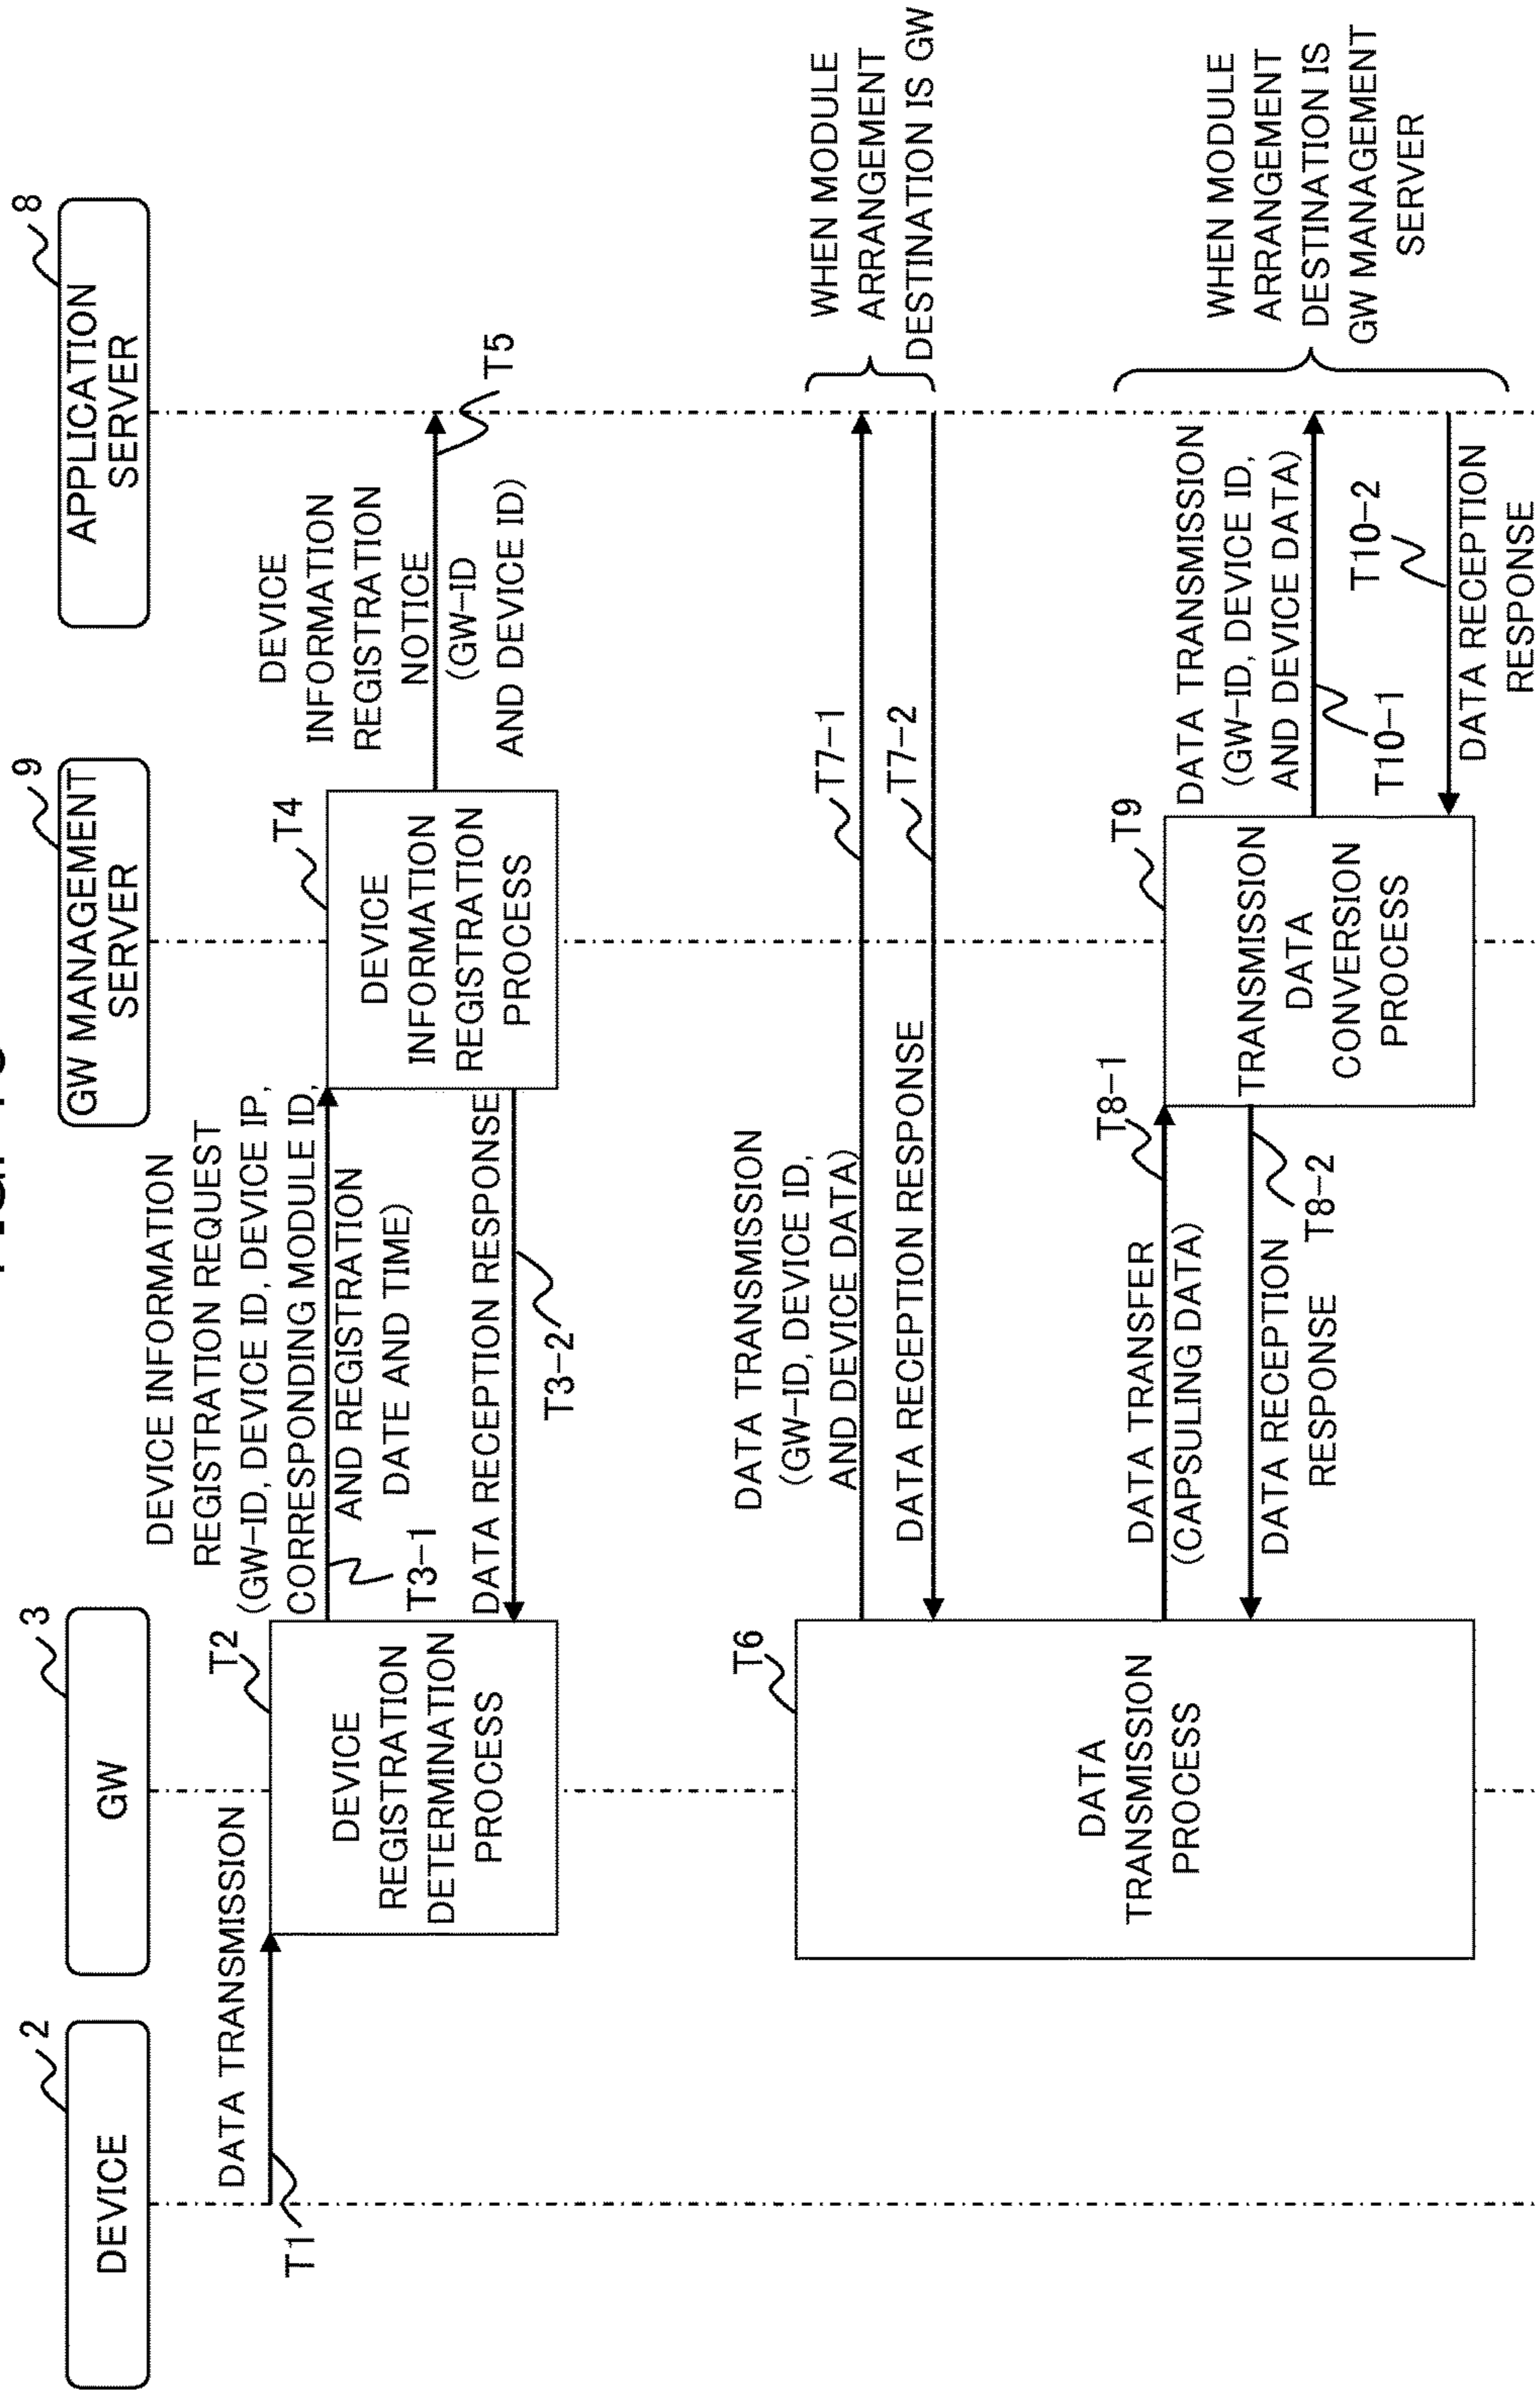 DEVICE
2
GW
3
GW MANAGEMENT
SERVER
9
APPLICATION
SERVER
8
DATA TRANSMISSION
T1
T2
DEVICE
REGISTRATION
DETERMINATION
PROCESS
DEVICE INFORMATION
REGISTRATION REQUEST
(GW-ID, DEVICE ID, DEVICE IP,
CORRESPONDING MODULE ID,
AND REGISTRATION
DATE AND TIME)
T3-1
DATA RECEPTION RESPONSE
T3-2
T4
DEVICE
INFORMATION
REGISTRATION
PROCESS
DEVICE
INFORMATION
REGISTRATION
NOTICE
(GW-ID
AND DEVICE ID)
T5
T6
DATA
TRANSMISSION
PROCESS
DATA TRANSMISSION
(GW-ID, DEVICE ID,
AND DEVICE DATA)
T7-1
DATA RECEPTION RESPONSE
T7-2
WHEN MODULE
ARRANGEMENT
DESTINATION IS GW
DATA TRANSFER
(CAPSULING DATA)
T8-1
DATA RECEPTION
RESPONSE
T8-2
T9
TRANSMISSION
DATA
CONVERSION
PROCESS
DATA TRANSMISSION
(GW-ID, DEVICE ID,
AND DEVICE DATA)
T10-1
T10-2
DATA RECEPTION
RESPONSE
WHEN MODULE
ARRANGEMENT
DESTINATION IS
GW MANAGEMENT
SERVER